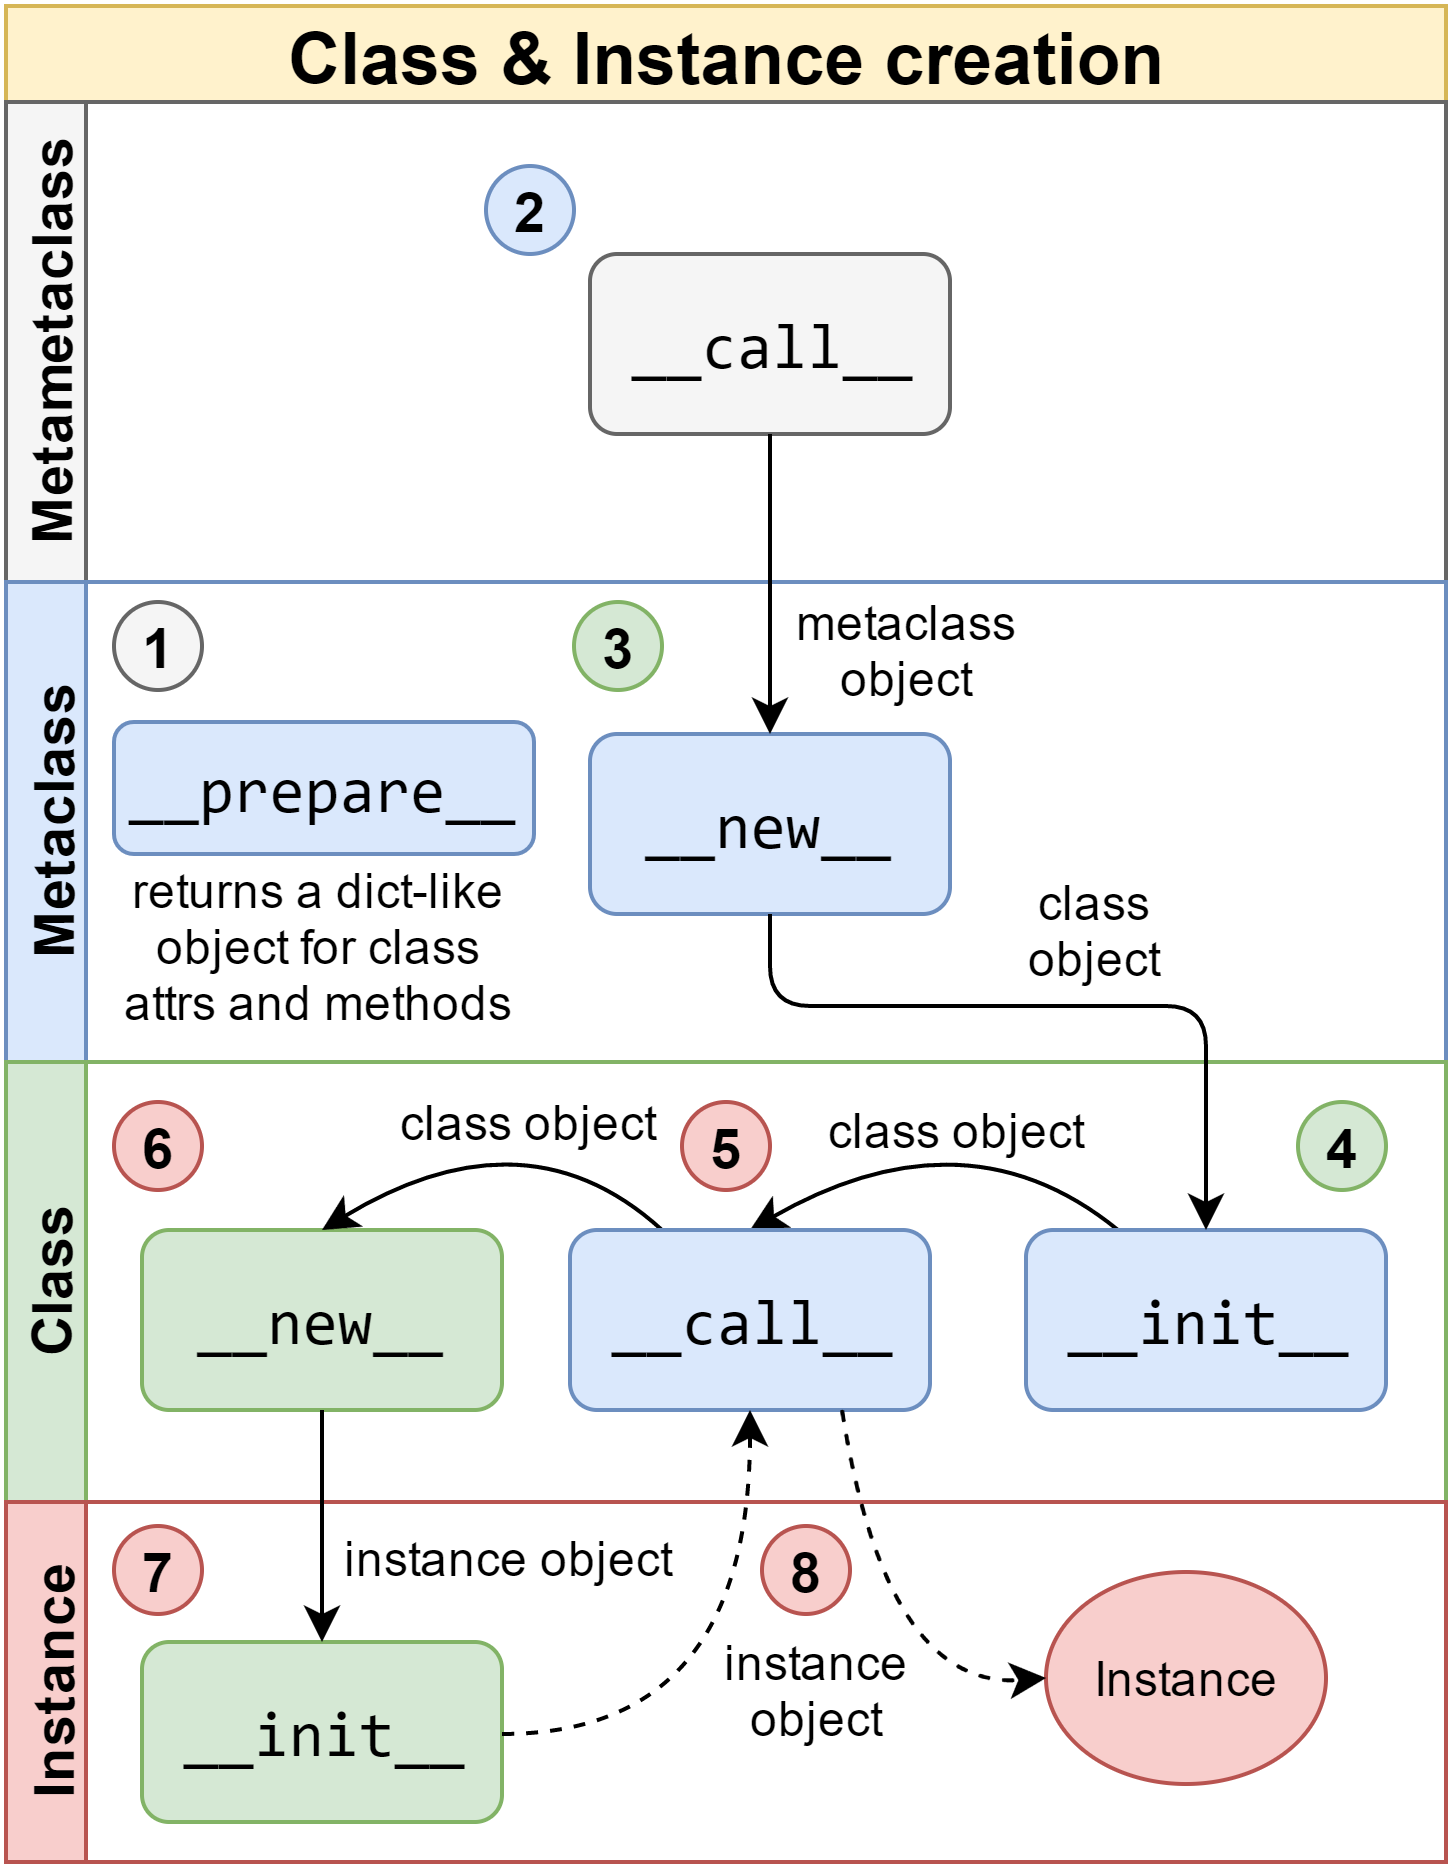 Class & Instance creation
Metametaclass
2
__call__
Metaclass
1
3
metaclass
object
__prepare__
__new__
returns a dict-like
object for class
attrs and methods
class
object
Class
6
class object
5
class object
4
__new__
__call__
__init__
Instance
7
instance object
8
instance
object
Instance
__init__